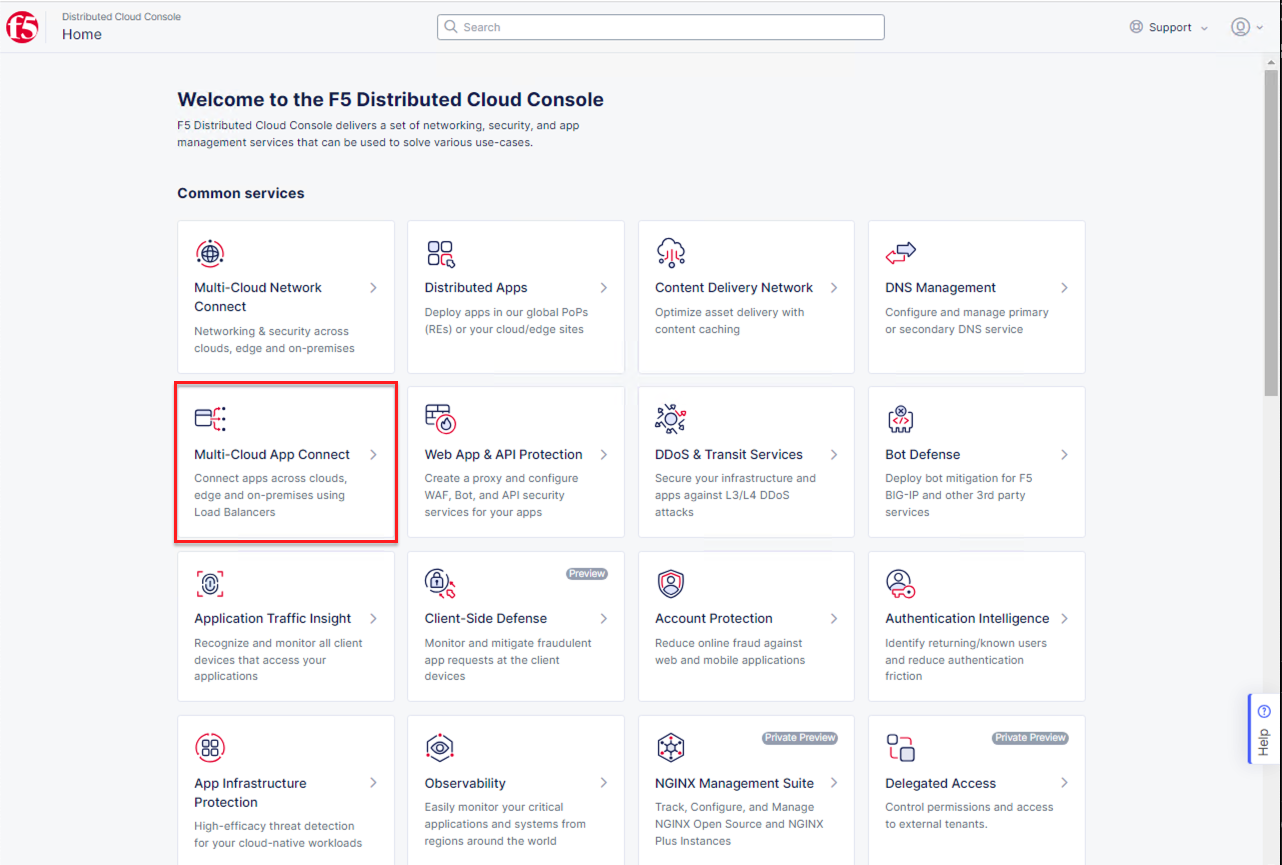 f5
Distributed Cloud Console
Home
Search
Support
Welcome to the F5 Distributed Cloud Console
F5 Distributed Cloud Console delivers a set of networking, security, and app
management services that can be used to solve various use-cases.
Common services
Multi-Cloud Network
Connect
Networking & security across
clouds, edge and on-premises
Distributed Apps
Deploy apps in our global PoPs
(REs) or your cloud/edge sites
Content Delivery Network
Optimize asset delivery with
content caching
DNS Management
Configure and manage primary
or secondary DNS service
Multi-Cloud App Connect
Connect apps across clouds,
edge and on-premises using
Load Balancers
Web App & API Protection
Create a proxy and configure
WAF, Bot, and API security
services for your apps
DDoS & Transit Services
Secure your infrastructure and
apps against L3/L4 DDoS
attacks
Bot Defense
Deploy bot mitigation for F5
BIG-IP and other 3rd party
services
Application Traffic Insight
Recognize and monitor all client
devices that access your
applications
Preview
Client-Side Defense
Monitor and mitigate fraudulent
app requests at the client
devices
Account Protection
Reduce online fraud against
web and mobile applications
Authentication Intelligence
Identify returning/known users
and reduce authentication
friction
App Infrastructure
Protection
High-efficacy threat detection
for your cloud-native workloads
Observability
Easily monitor your critical
applications and systems from
regions around the world
Private Preview
NGINX Management Suite
Track, Configure, and Manage
NGINX Open Source and NGINX
Plus Instances
Private Preview
Delegated Access
Control permissions and access
to external tenants.
Help